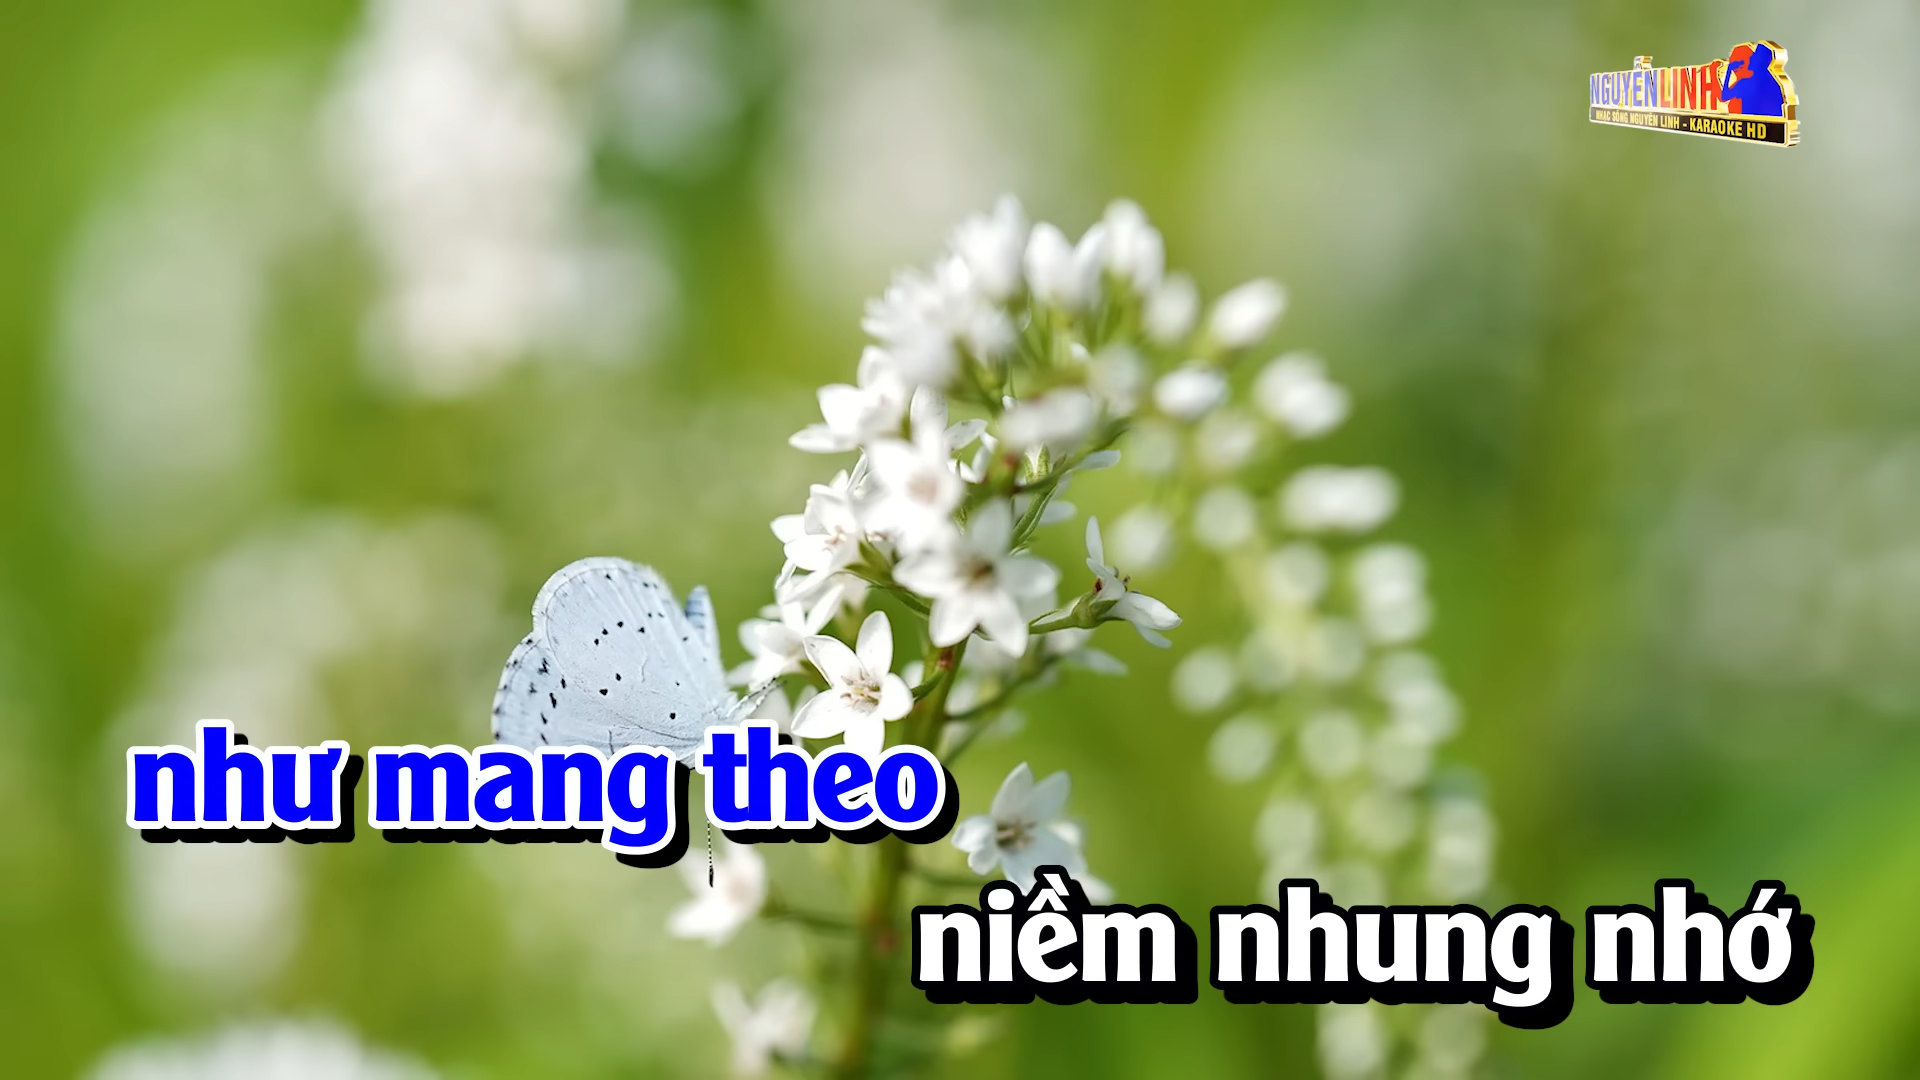 NGUYỄN LINH
NHẠC SỐNG NGUYỄN LINH - KARAOKE HD
như mang theo
niềm nhung nhớ